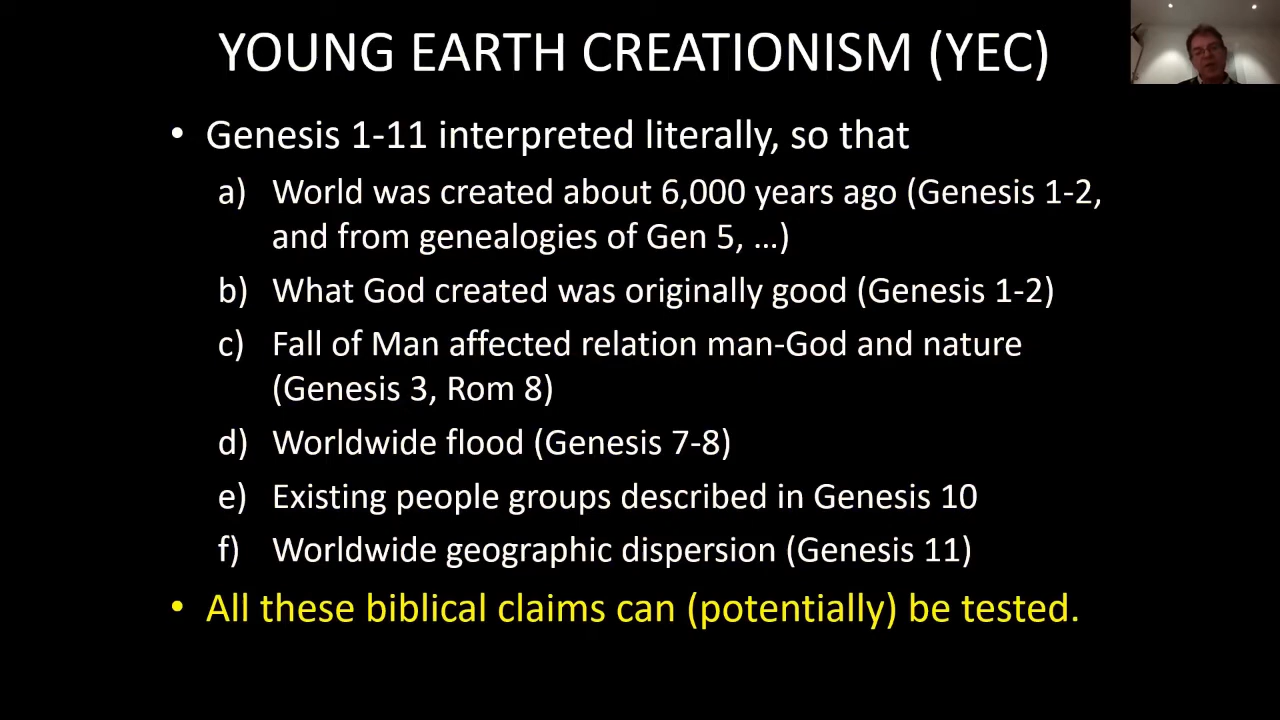 YOUNG EARTH CREATIONISM (YEC)
• Genesis 1-11 interpreted literally, so that
a) World was created about 6,000 years ago (Genesis 1-2,
and from genealogies of Gen 5, …)
b) What God created was originally good (Genesis 1-2)
c) Fall of Man affected relation man-God and nature
(Genesis 3, Rom 8)
d) Worldwide flood (Genesis 7-8)
e) Existing people groups described in Genesis 10
f) Worldwide geographic dispersion (Genesis 11)
• All these biblical claims can (potentially) be tested.